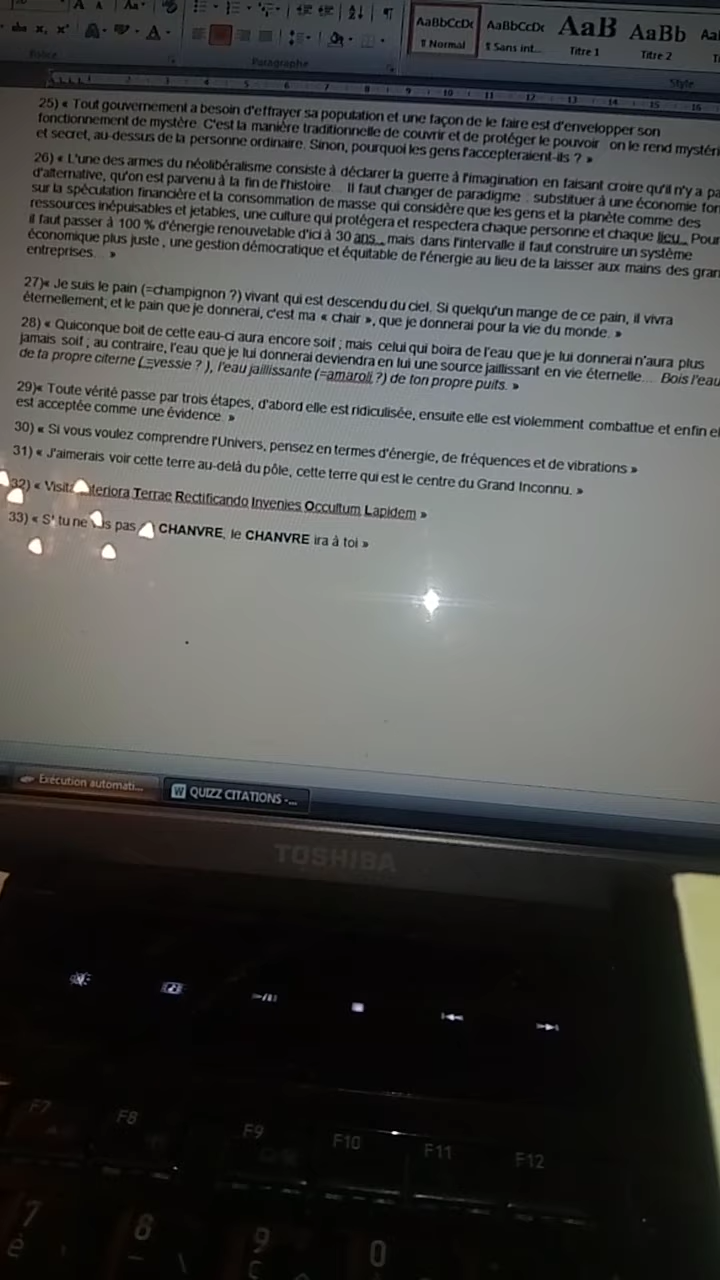 AaBbCcDc AaBbCcDc AaB AaBb
¶ Normal ¶ Sans int... Titre 1 Titre 2
Police Paragraphe Style
25) « Tout gouvernement a besoin d'effrayer sa population et une façon de le faire est d'envelopper son
fonctionnement de mystère. C'est la manière traditionnelle de couvrir et de protéger le pouvoir : on le rend mystér
et secret, au-dessus de la personne ordinaire. Sinon, pourquoi les gens l'accepteraient-ils ? »
26) « L'une des armes du néolibéralisme consiste à déclarer la guerre à l'imagination en faisant croire qu'il n'y a pa
d'alternative, qu'on est parvenu à la fin de l'histoire... Il faut changer de paradigme : substituer à une économie fon
sur la spéculation financière et la consommation de masse qui considère que les gens et la planète comme des
ressources inépuisables et jetables, une culture qui protégera et respectera chaque personne et chaque lieu... Pour
il faut passer à 100 % d'énergie renouvelable d'ici à 30 ans... mais dans l'intervalle il faut construire un système
économique plus juste , une gestion démocratique et équitable de l'énergie au lieu de la laisser aux mains des gran
entreprises... »
27)« Je suis le pain (=champignon ?) vivant qui est descendu du ciel. Si quelqu'un mange de ce pain, il vivra
éternellement; et le pain que je donnerai, c'est ma « chair », que je donnerai pour la vie du monde. »
28) « Quiconque boit de cette eau-ci aura encore soif ; mais celui qui boira de l'eau que je lui donnerai n'aura plus
jamais soif ; au contraire, l'eau que je lui donnerai deviendra en lui une source jaillissant en vie éternelle... Bois l'eau
de ta propre citerne (=vessie ? ), l'eau jaillissante (=amaroli ?) de ton propre puits. »
29)« Toute vérité passe par trois étapes, d'abord elle est ridiculisée, ensuite elle est violemment combattue et enfin el
est acceptée comme une évidence. »
30) « Si vous voulez comprendre l'Univers, pensez en termes d'énergie, de fréquences et de vibrations »
31) « J'aimerais voir cette terre au-delà du pôle, cette terre qui est le centre du Grand Inconnu. »
32) « Terrae Rectificando Invenies Occultum Lapidem »
33) « tu ne pas CHANVRE, le CHANVRE ira à toi »
Exécution automati... QUIZZ CITATIONS -...
TOSHIBA
F7 F8 F9 F10 F11 F12
7 8 9 0
è _ \ ç